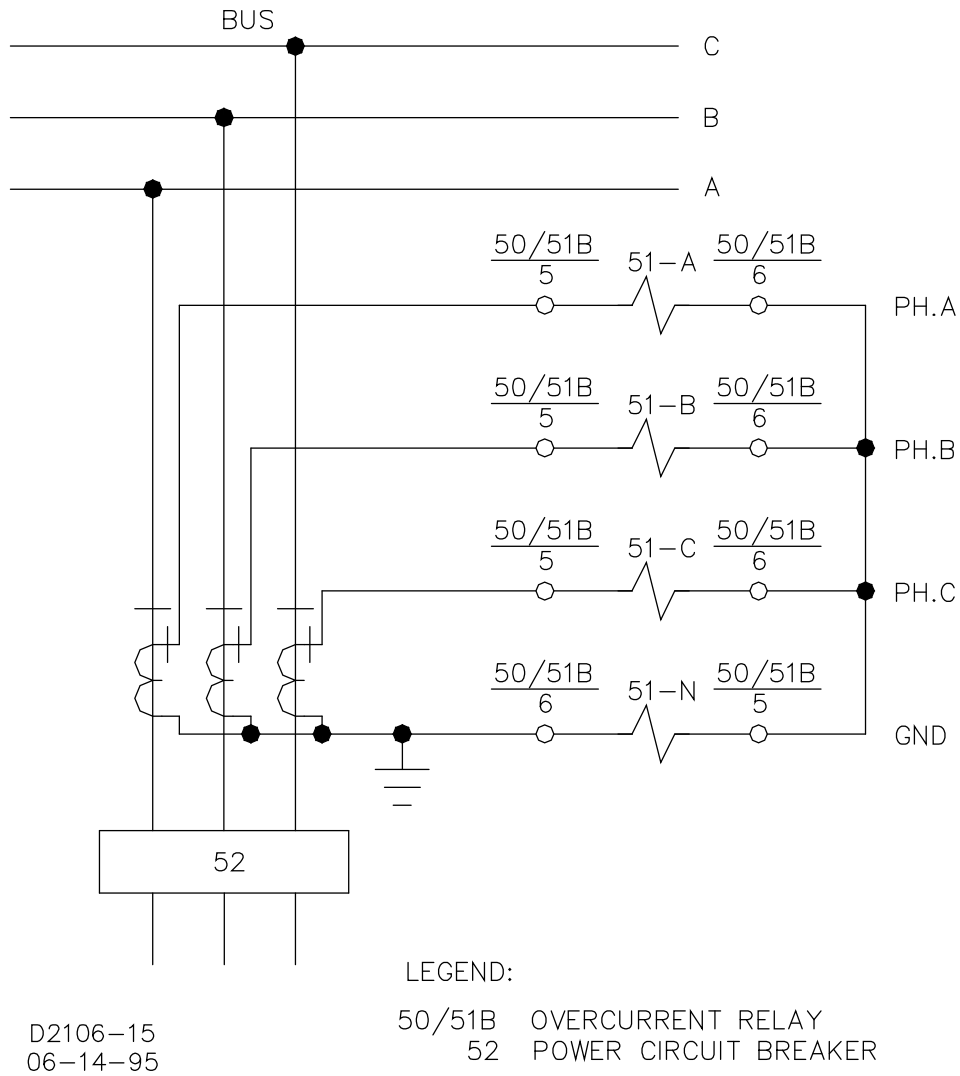 BUS
C
B
A
50/51B
5
51-A
50/51B
6
PH.A
50/51B
5
51-B
50/51B
6
PH.B
50/51B
5
51-C
50/51B
6
PH.C
50/51B
6
51-N
50/51B
5
GND
52
LEGEND:
50/51B OVERCURRENT RELAY
52 POWER CIRCUIT BREAKER
D2106-15
06-14-95